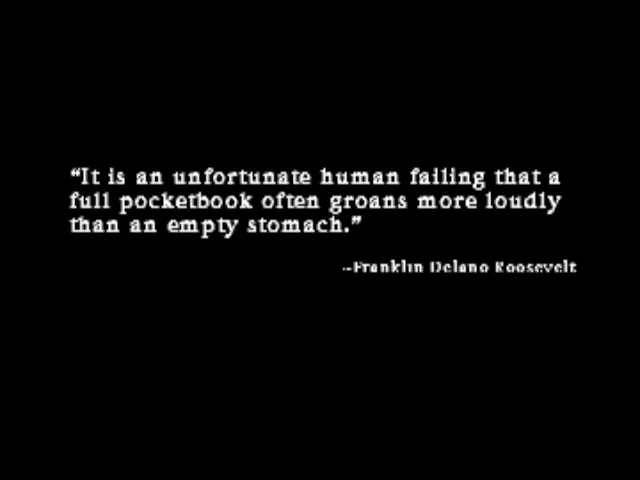 “It is an unfortunate human failing that a
full pocketbook often groans more loudly
than an empty stomach.”
--Franklin Delano Roosevelt